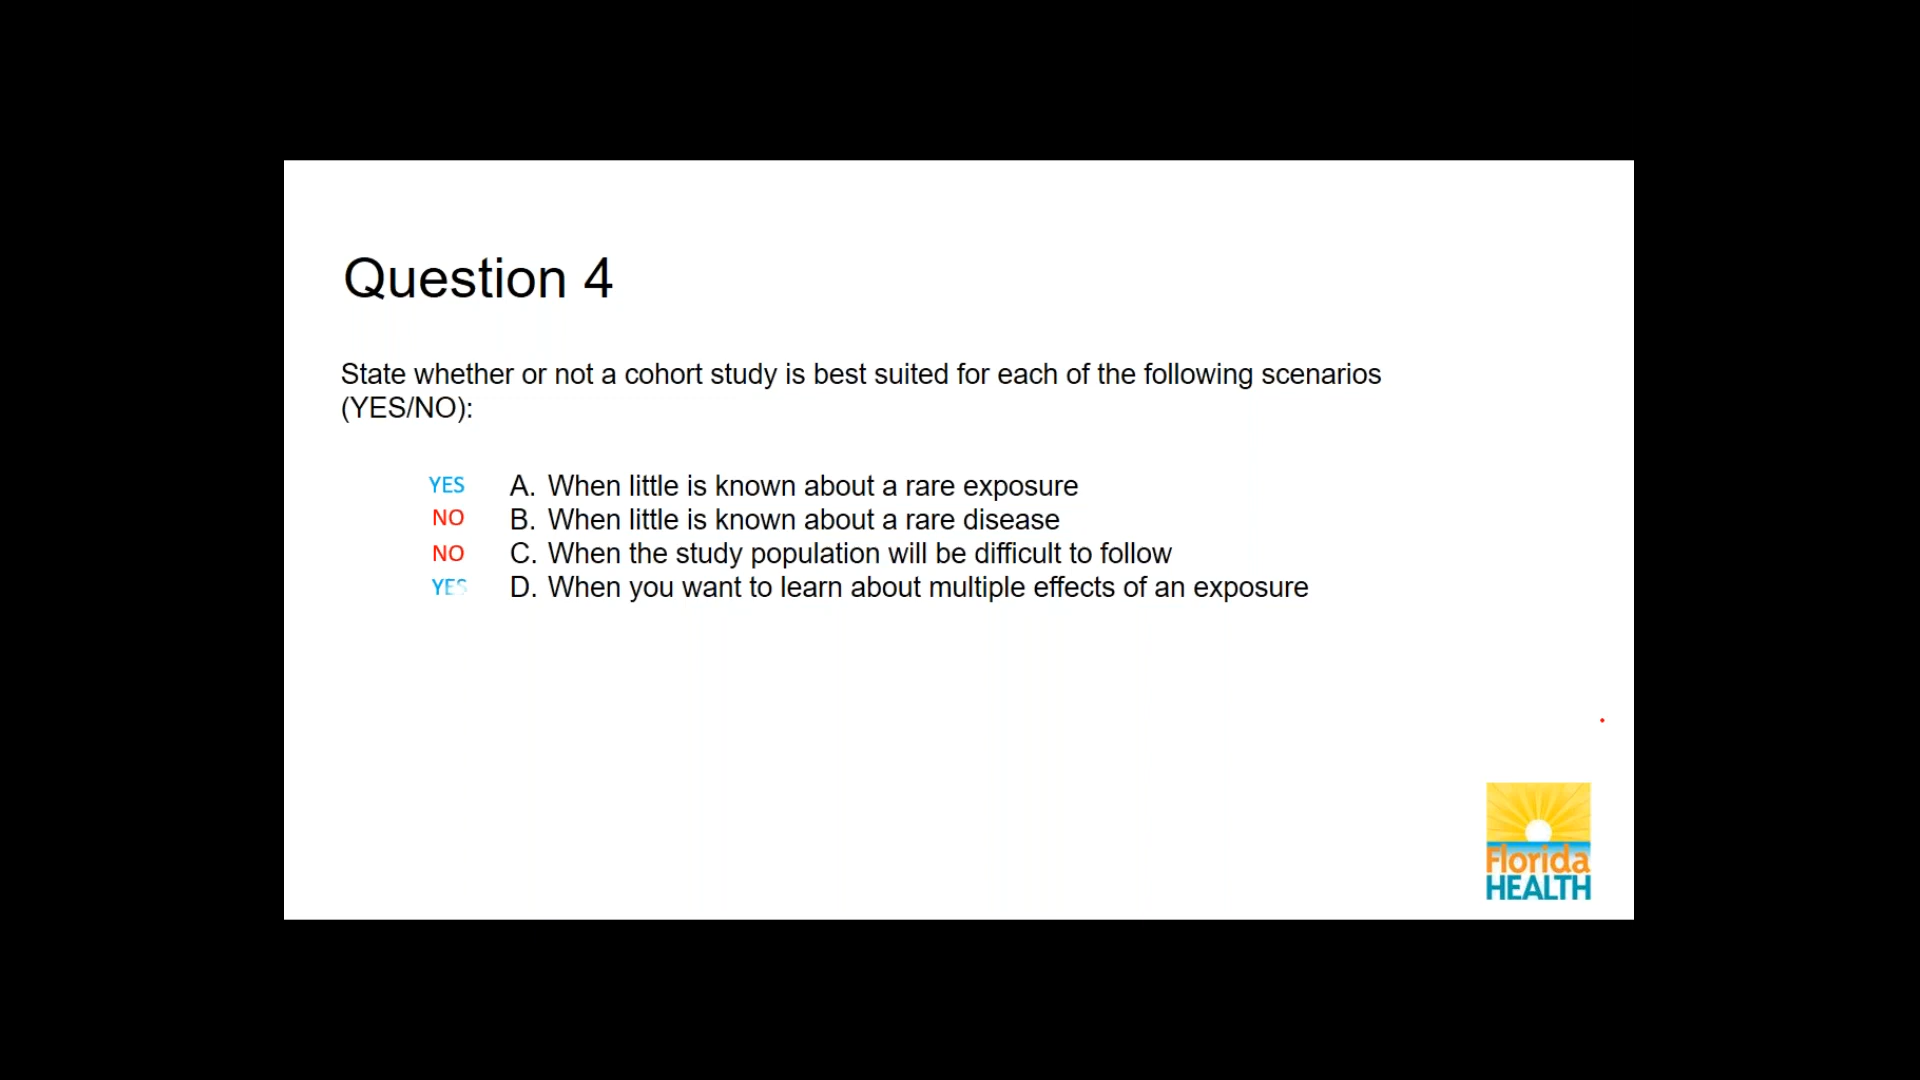 Question 4
State whether or not a cohort study is best suited for each of the following scenarios
(YES/NO):
YES A. When little is known about a rare exposure
NO B. When little is known about a rare disease
NO C. When the study population will be difficult to follow
YES D. When you want to learn about multiple effects of an exposure
Florida
HEALTH